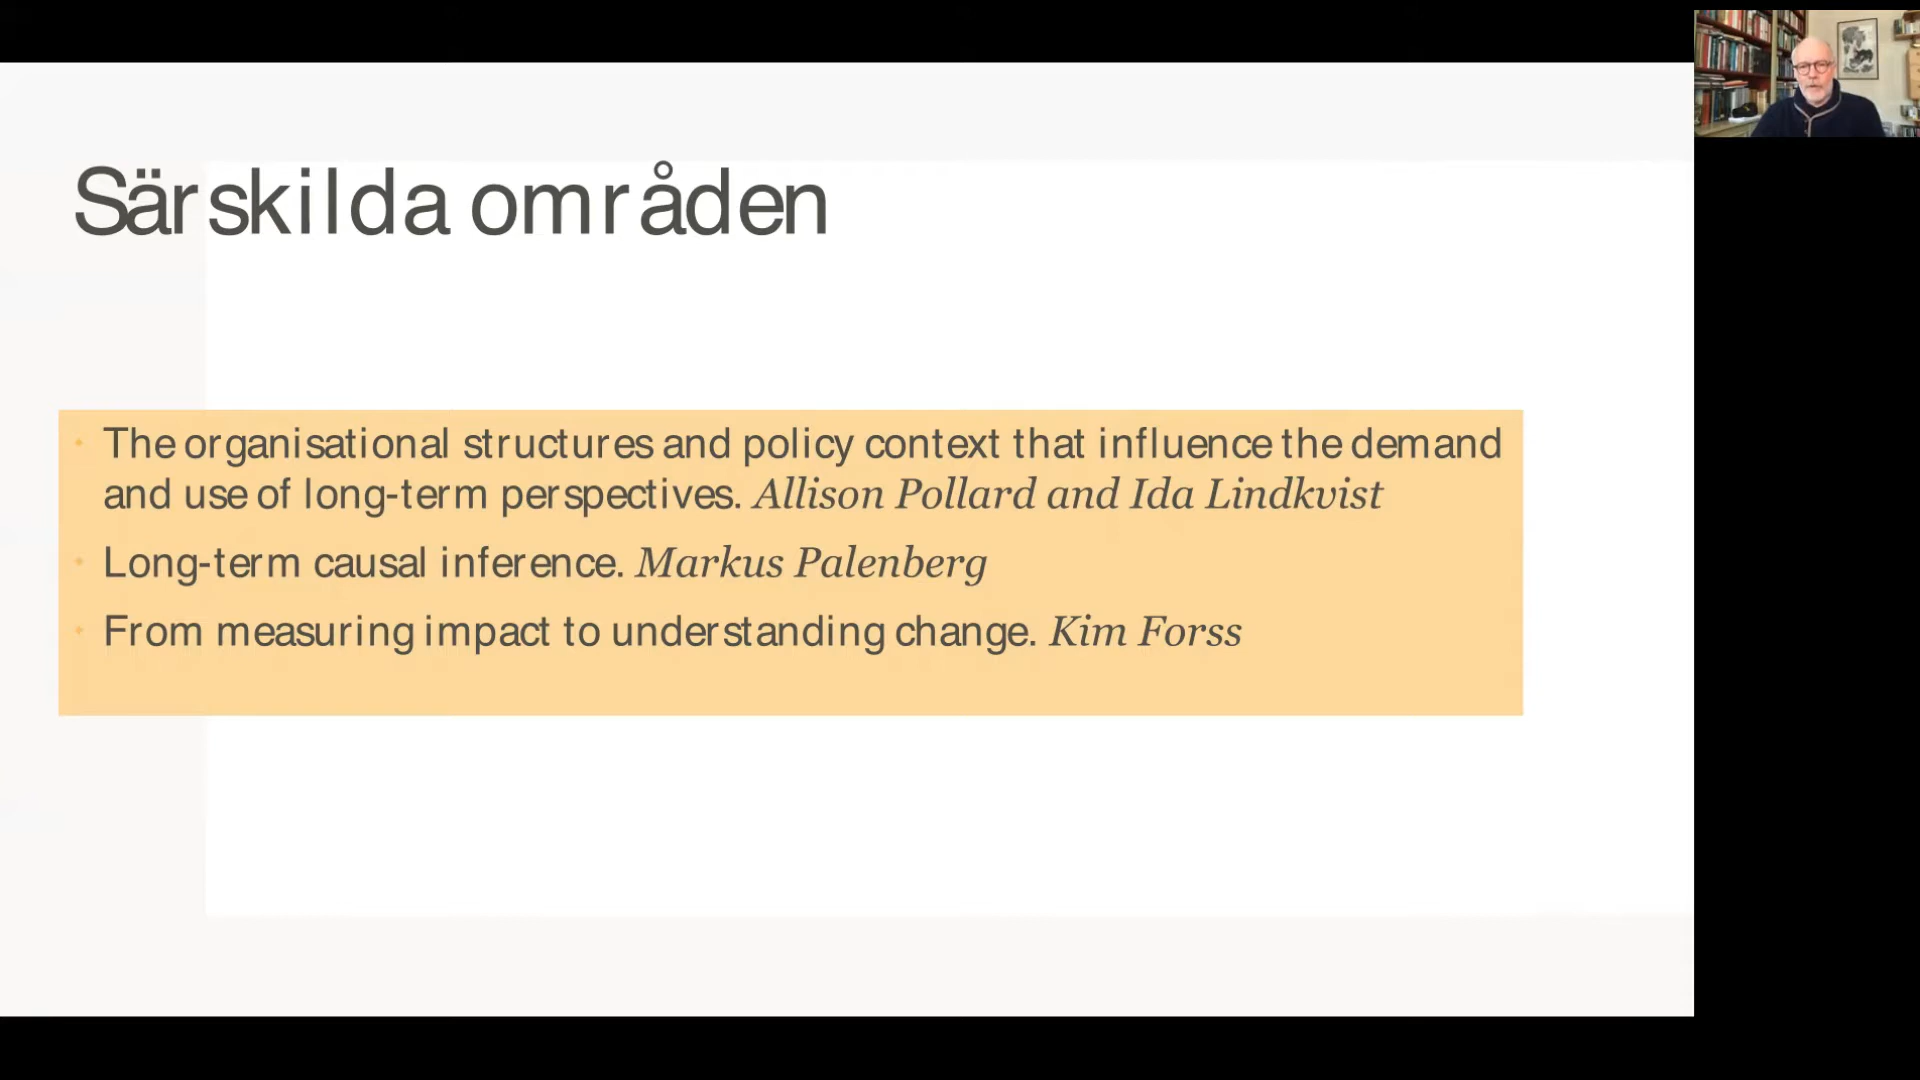 Särskilda områden
The organisational structures and policy context that influence the demand
and use of long-term perspectives. Allison Pollard and Ida Lindkvist
Long-term causal inference. Markus Palenberg
From measuring impact to understanding change. Kim Forss